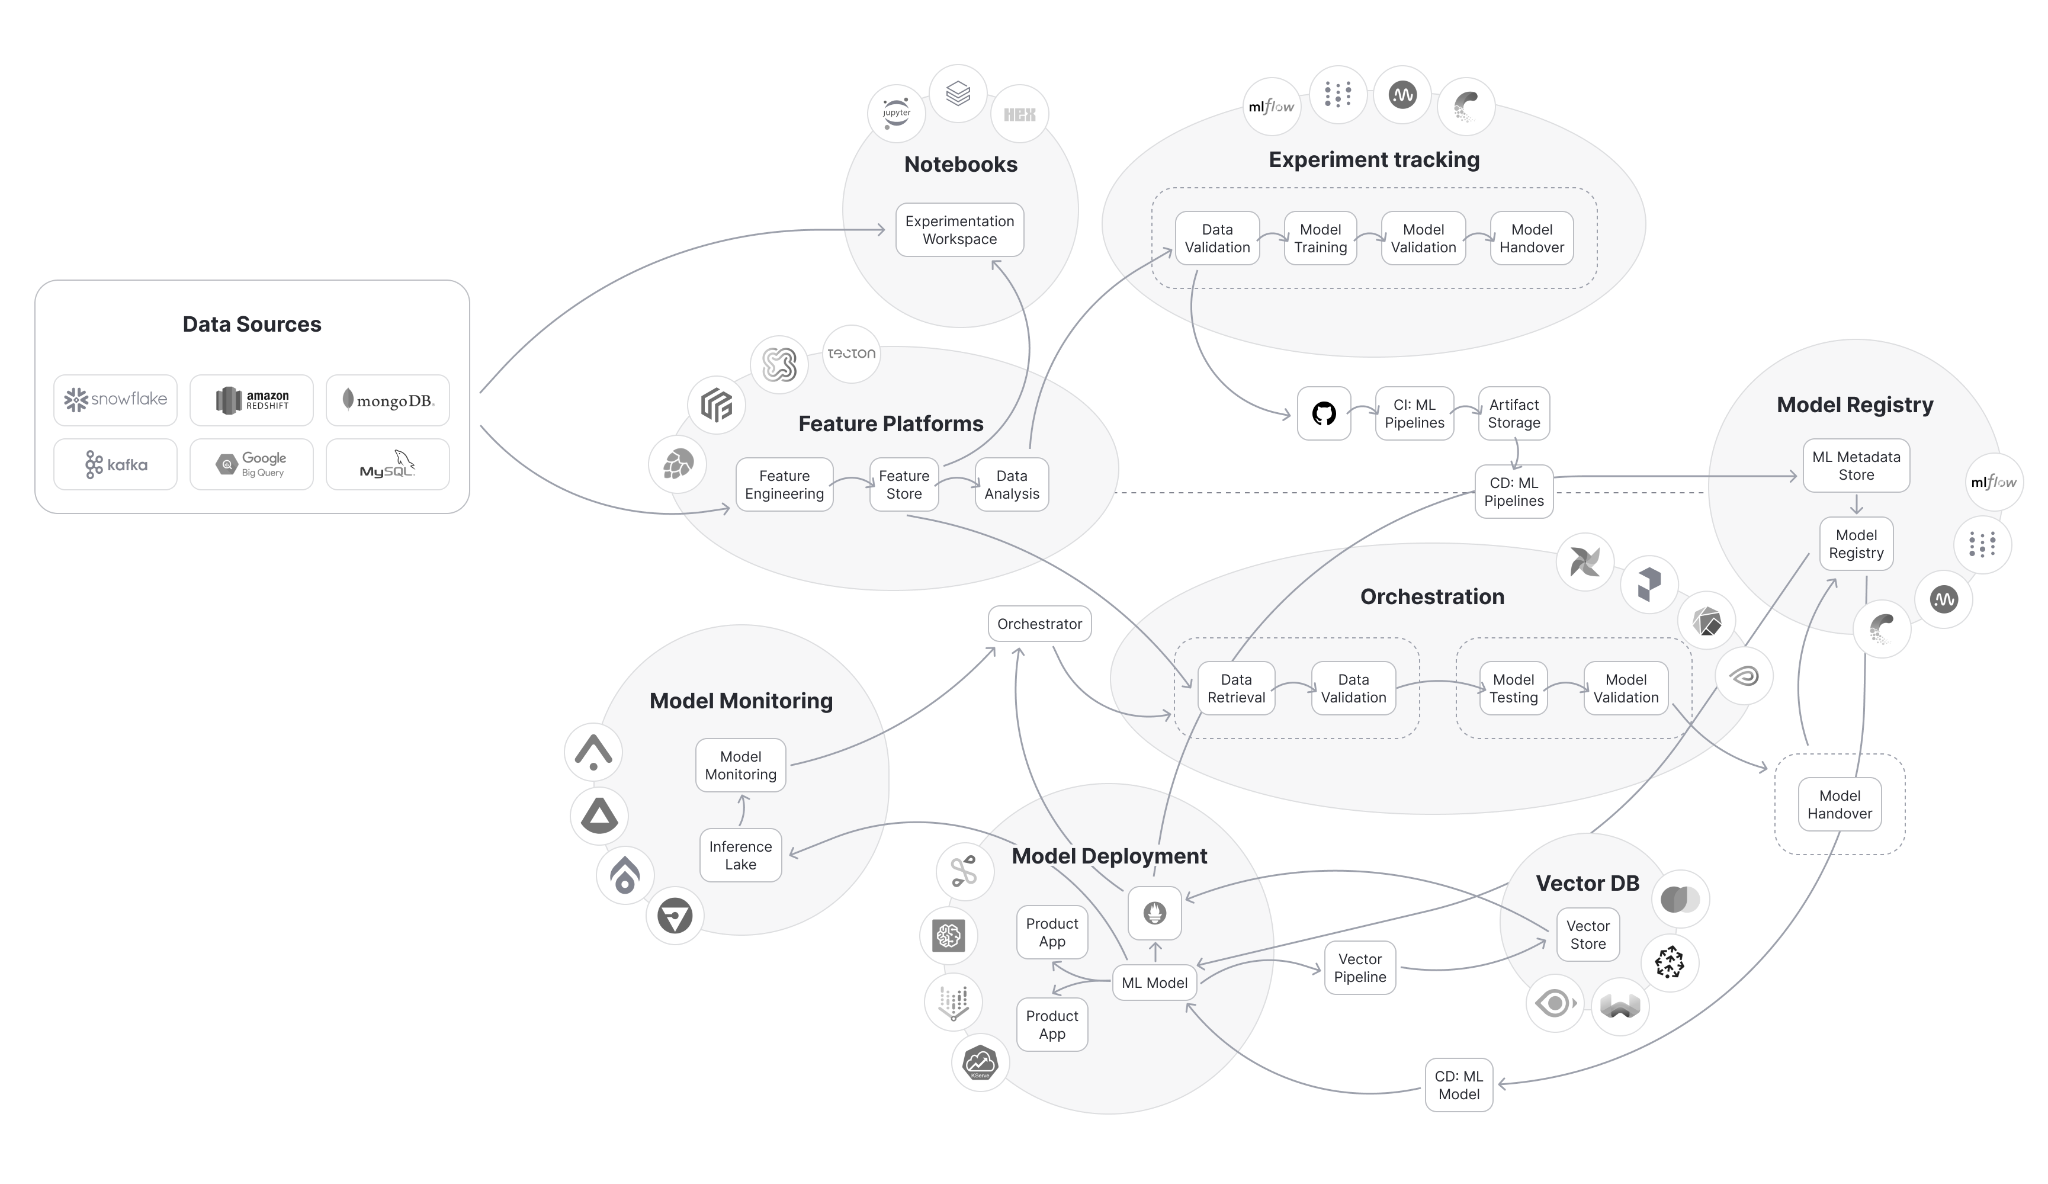 Data Sources
snowflake
amazon
REDSHIFT
mongoDB.
kafka
Google
Big Query
MySQL
jupyter
HEX
Notebooks
Experimentation
Workspace
mlflow
Experiment tracking
Data
Validation
Model
Training
Model
Validation
Model
Handover
TECTON
Feature Platforms
Feature
Engineering
Feature
Store
Data
Analysis
CI: ML
Pipelines
Artifact
Storage
CD: ML
Pipelines
Model Registry
ML Metadata
Store
Model
Registry
mlflow
Orchestrator
Orchestration
Data
Retrieval
Data
Validation
Model
Testing
Model
Validation
Model
Handover
Model Monitoring
Model
Monitoring
Inference
Lake
Model Deployment
Product
App
Product
App
ML Model
KServe
Vector
Pipeline
Vector DB
Vector
Store
CD: ML
Model